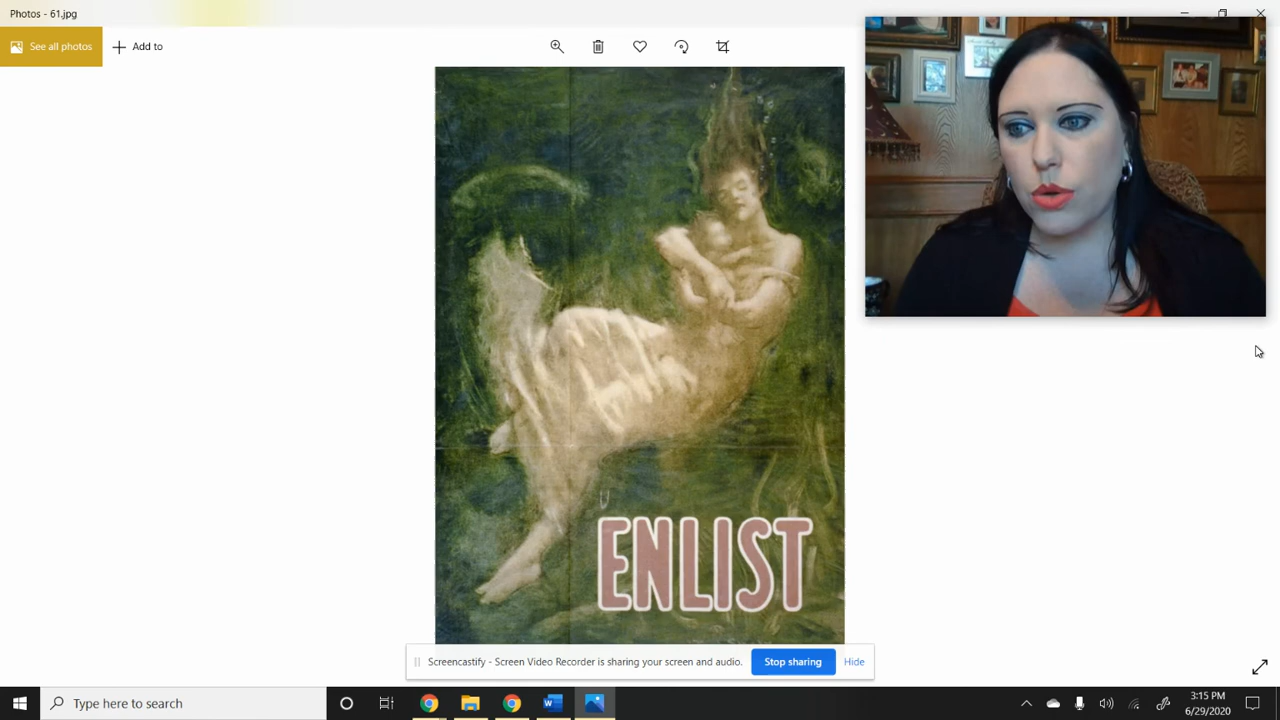 Photos - 61.jpg
See all photos
Add to
ENLIST
Screencastify - Screen Video Recorder is sharing your screen and audio.
Stop sharing
Hide
Type here to search
3:15 PM
6/29/2020